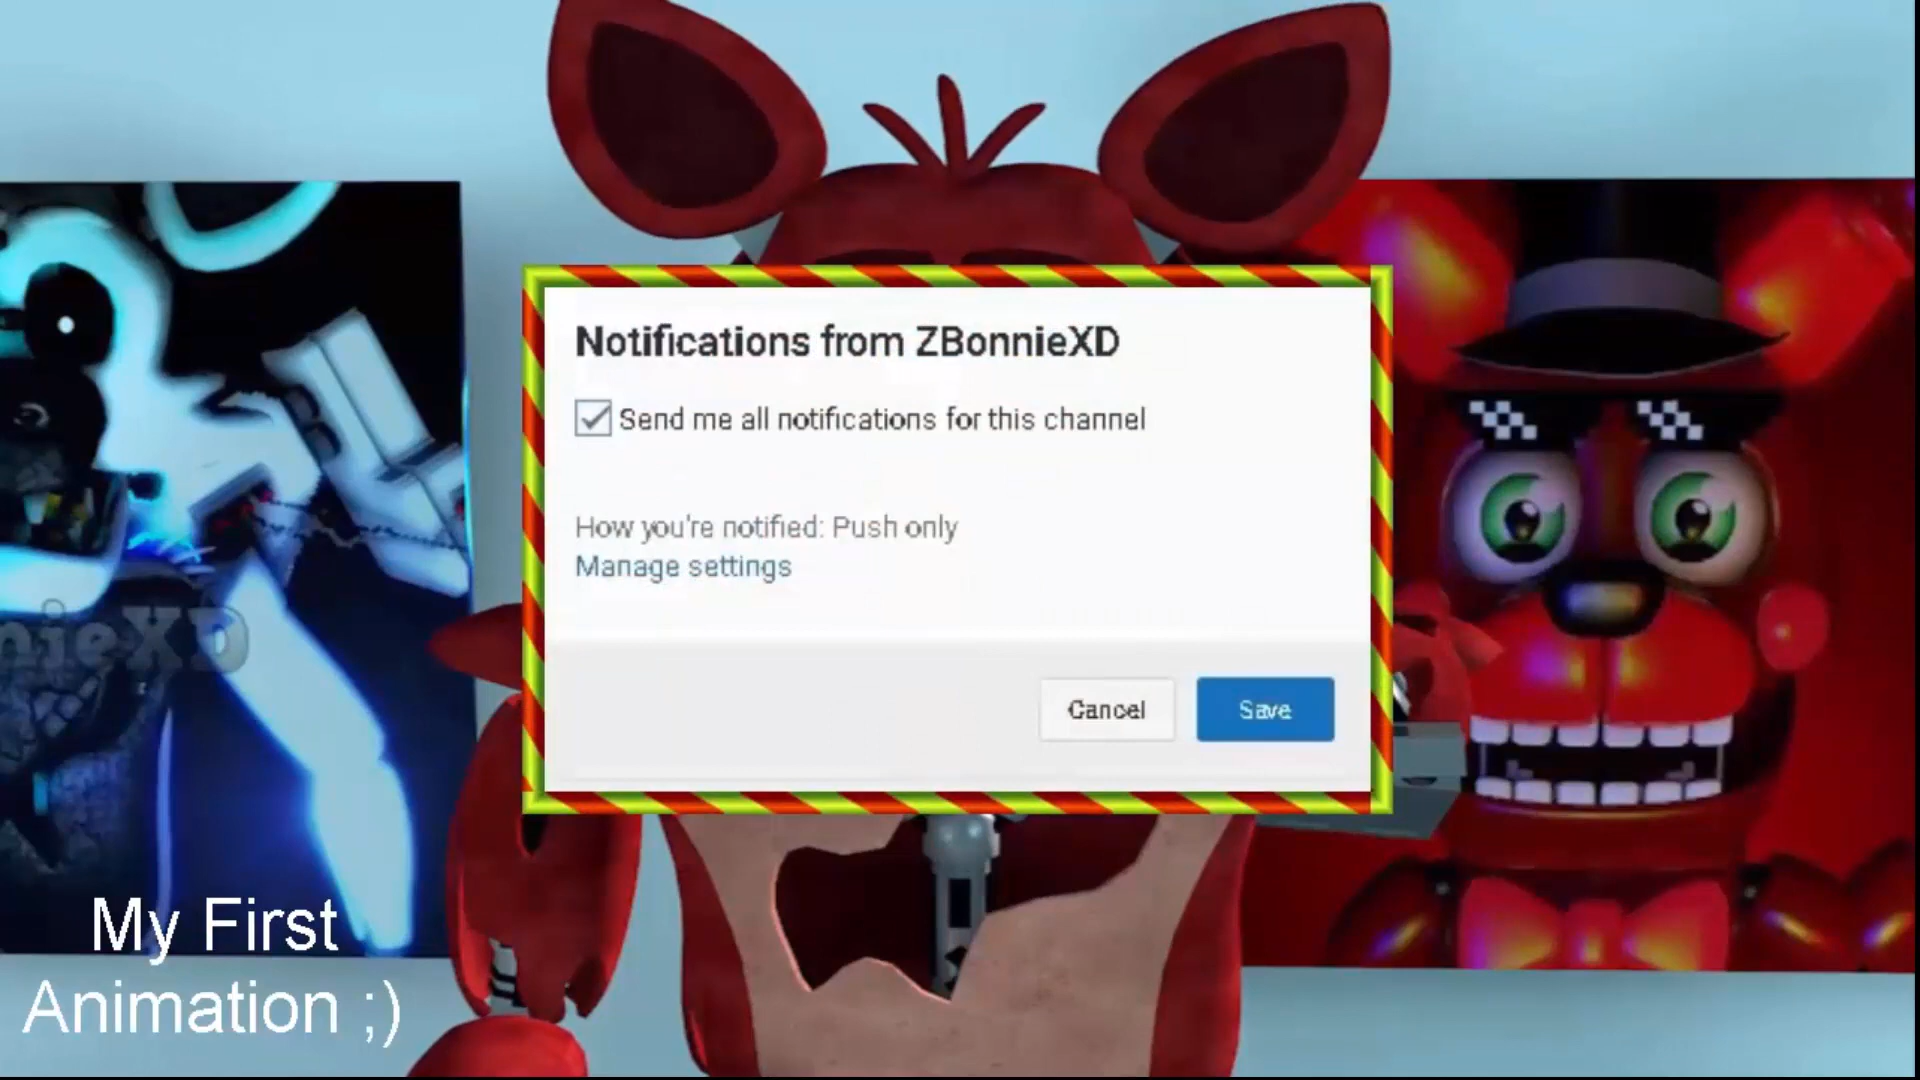 Notifications from ZBonnieXD
Send me all notifications for this channel
How you're notified: Push only
Manage settings
Cancel
Save
nieXD
My First
Animation ;)